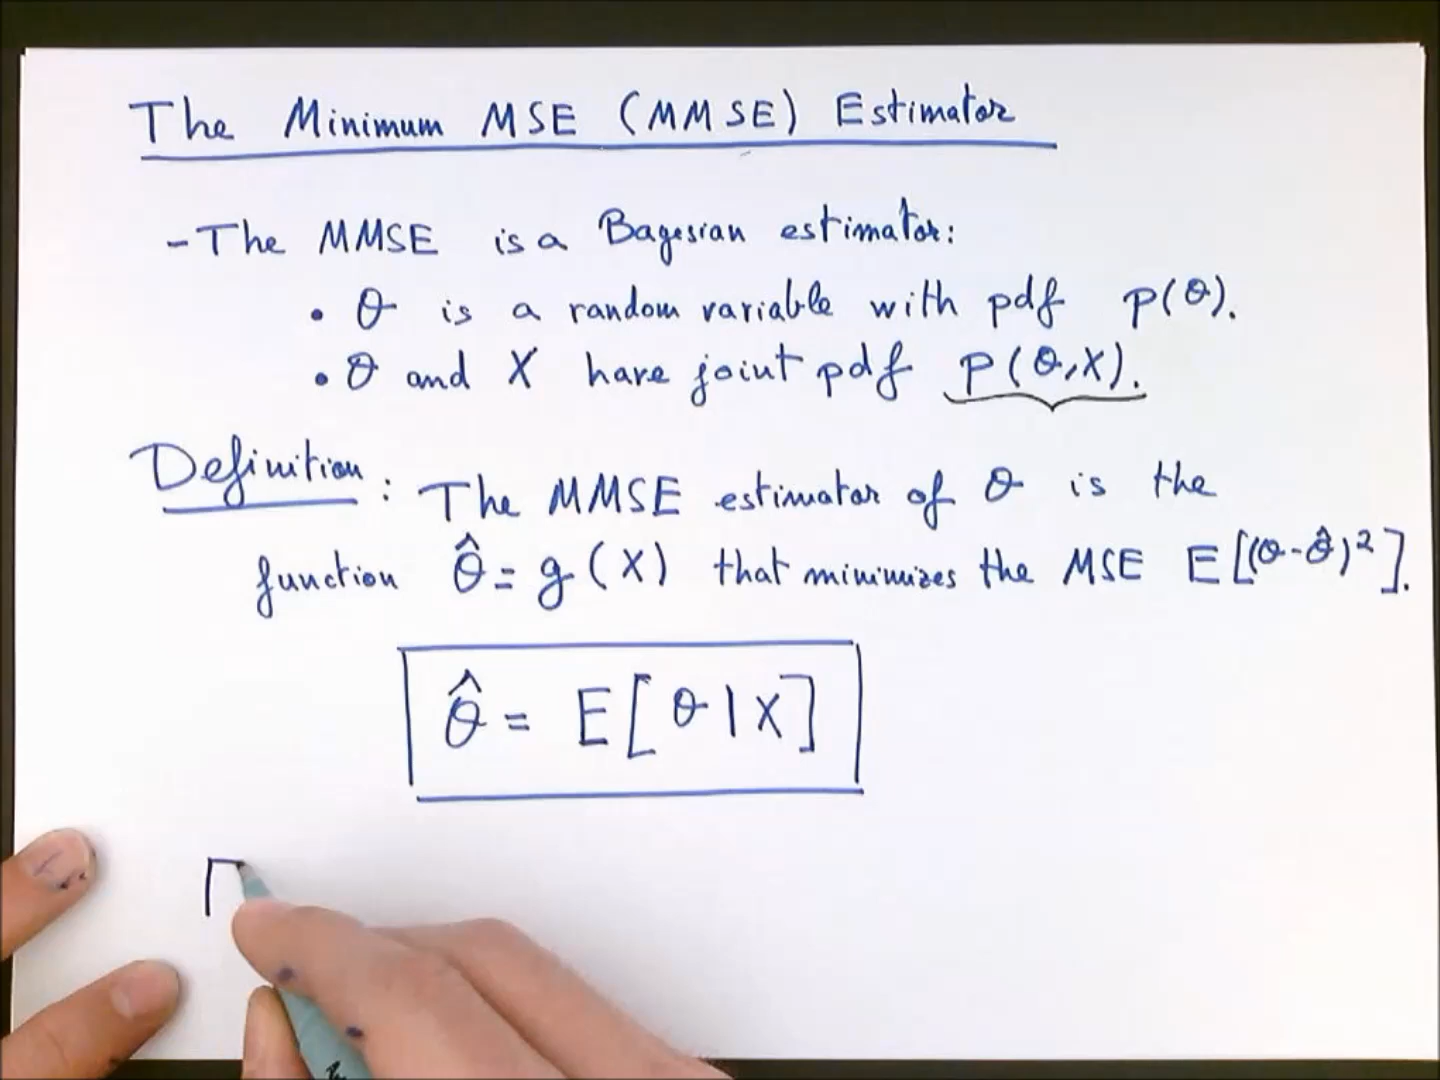 The Minimum MSE (MMSE) Estimator
- The MMSE is a Bayesian estimator:
• θ is a random variable with pdf p(θ).
• θ and X have joint pdf p(θ,X).
Definition: The MMSE estimator of θ is the
function θ̂ = g(X) that minimizes the MSE E[(θ-θ̂)²].
θ̂ = E[θ|X]